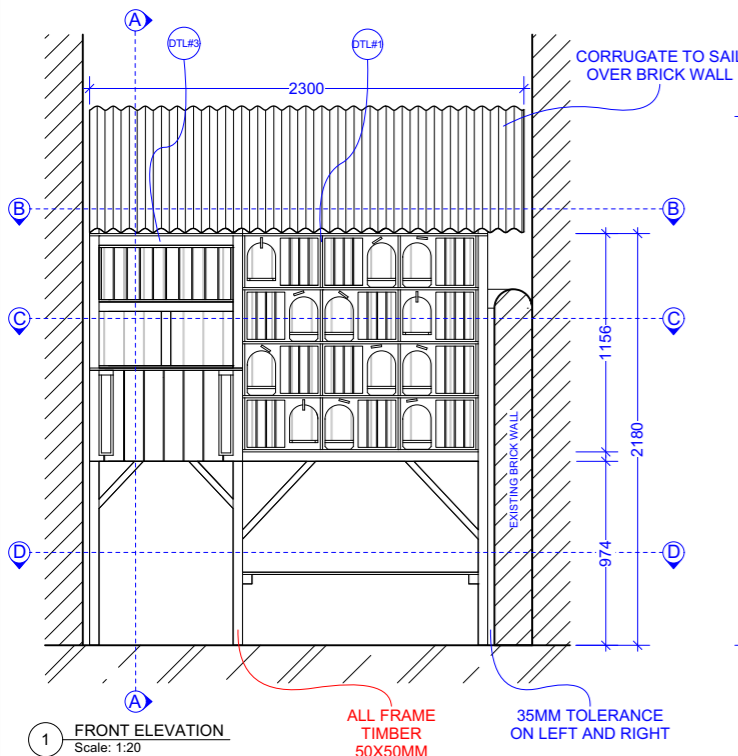 A
DTL#3
DTL#1
CORRUGATE TO SAIL
OVER BRICK WALL
2300
B
B
C
C
1156
2180
EXISTING BRICK WALL
D
D
974
A
1
FRONT ELEVATION
Scale: 1:20
ALL FRAME
TIMBER
50X50MM
35MM TOLERANCE
ON LEFT AND RIGHT